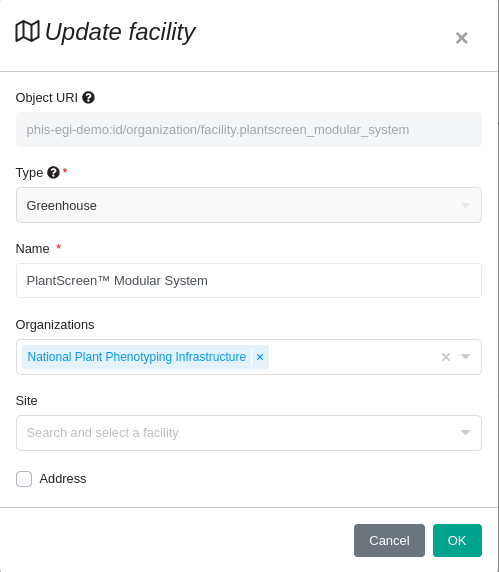 Update facility
×
Object URI ?
phis-egi-demo:id/organization/facility.plantscreen_modular_system
Type ? *
Greenhouse
Name *
PlantScreen™ Modular System
Organizations
National Plant Phenotyping Infrastructure × ×
Site
Search and select a facility
Address
Cancel OK